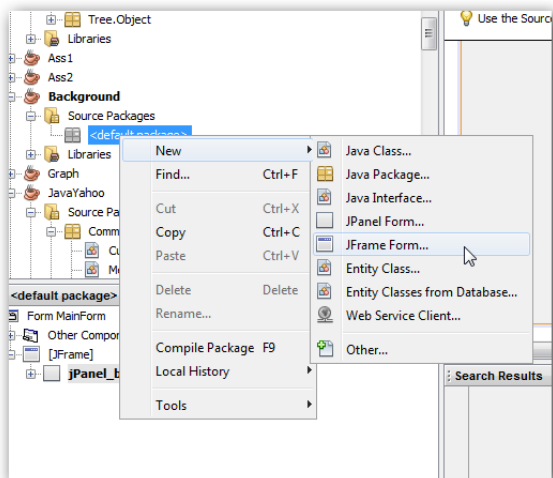 Tree.Object
Use the Sourc
Libraries
Ass1
Ass2
Background
Source Packages
<default package>
Libraries
Graph
JavaYahoo
Source Pa
Comm
Cu
Me
New
Find... Ctrl+F
Cut Ctrl+X
Copy Ctrl+C
Paste Ctrl+V
Delete Delete
Rename...
Compile Package F9
Local History
Tools
Java Class...
Java Package...
Java Interface...
JPanel Form...
JFrame Form...
Entity Class...
Entity Classes from Database...
Web Service Client...
Other...
<default package>
Form MainForm
Other Compor
[JFrame]
jPanel_b
Search Results